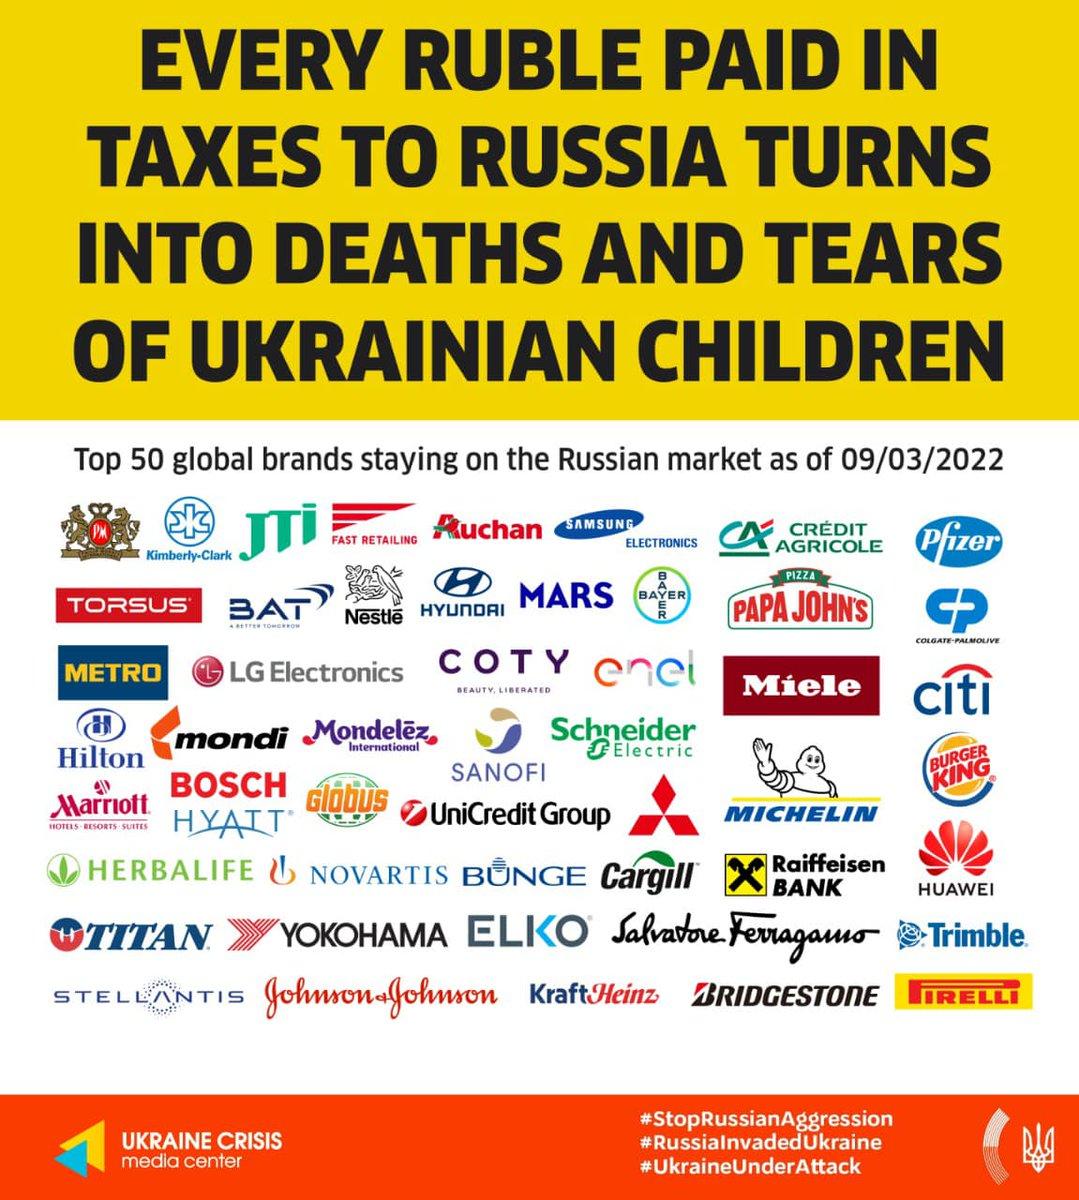 EVERY RUBLE PAID IN
TAXES TO RUSSIA TURNS
INTO DEATHS AND TEARS
OF UKRAINIAN CHILDREN
Top 50 global brands staying on the Russian market as of 09/03/2022
PM
Kimberly-Clark
JTi
FAST RETAILING
Auchan
SAMSUNG
ELECTRONICS
CRÉDIT
AGRICOLE
Pfizer
TORSUS
BAT
A BETTER TOMORROW
Nestlé
HYUNDAI
MARS
BAYER
BAYER
PIZZA
PAPA JOHN'S
CP
COLGATE-PALMOLIVE
METRO
LG Electronics
COTY
BEAUTY, LIBERATED
enel
Miele
citi
Hilton
mondi
Mondelēz
International
SANOFI
Schneider
Electric
MICHELIN
BURGER
KING
Marriott
HOTELS · RESORTS · SUITES
BOSCH
HYATT
GlOBUS
UniCredit Group
HERBALIFE
NOVARTIS
BUNGE
Cargill
Raiffeisen
BANK
HUAWEI
TITAN
YOKOHAMA
ELKO
Salvatore Ferragamo
Trimble
STELLANTIS
Johnson & Johnson
KraftHeinz
BRIDGESTONE
PIRELLI
UKRAINE CRISIS
media center
#StopRussianAggression
#RussiaInvadedUkraine
#UkraineUnderAttack